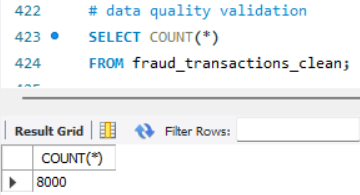 422 # data quality validation
423 SELECT COUNT(*)
424 FROM fraud_transactions_clean;
Result Grid Filter Rows:
COUNT(*)
8000